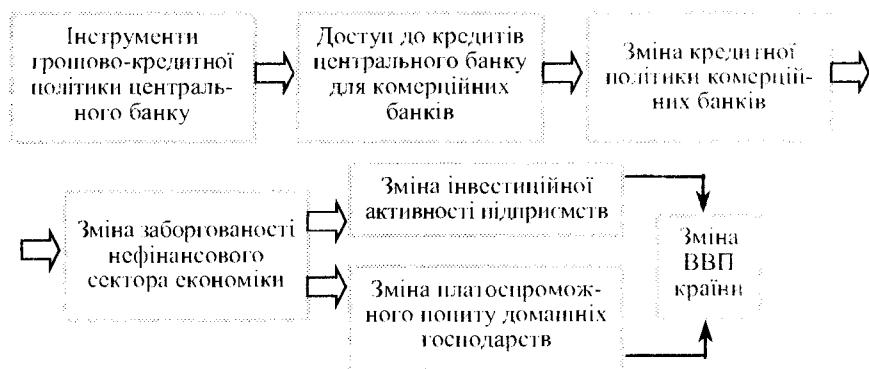 Інструменти
грошово-кредитної
політики централь-
ного банку
Доступ до кредитів
центрального банку
для комерційних
банків
Зміна кредитної
політики комерцій-
них банків
Зміна заборгованості
нефінансового
сектора економіки
Зміна інвестиційної
активності підприємств
Зміна платоспромож-
ного попиту домашніх
господарств
Зміна
ВВП
країни